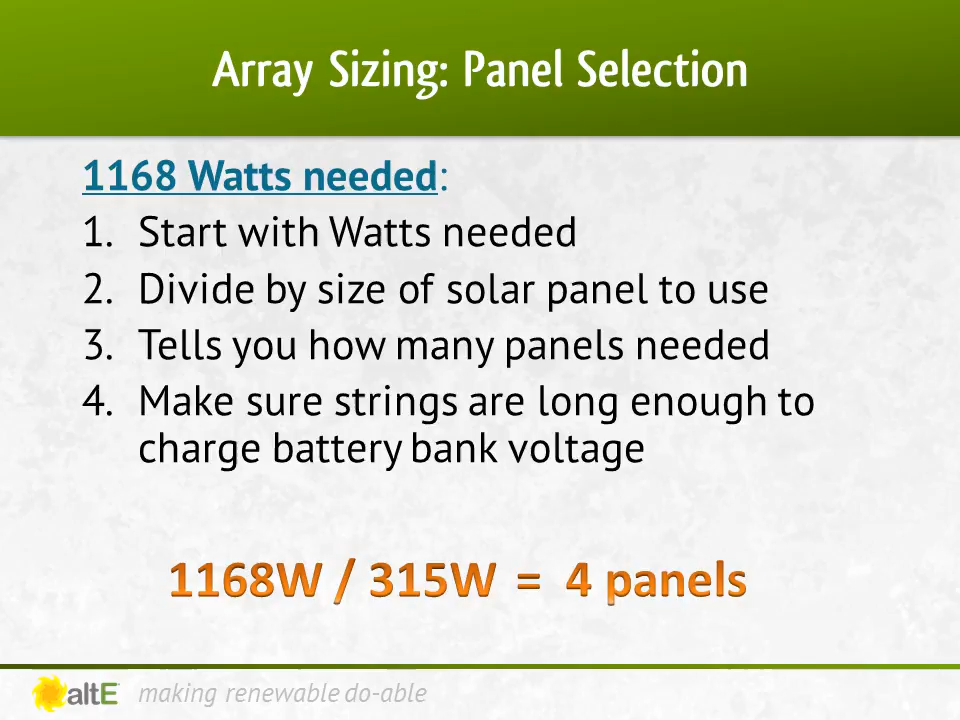 Array Sizing: Panel Selection
1168 Watts needed:
1. Start with Watts needed
2. Divide by size of solar panel to use
3. Tells you how many panels needed
4. Make sure strings are long enough to
charge battery bank voltage
1168W / 315W = 4 panels
altE making renewable do-able